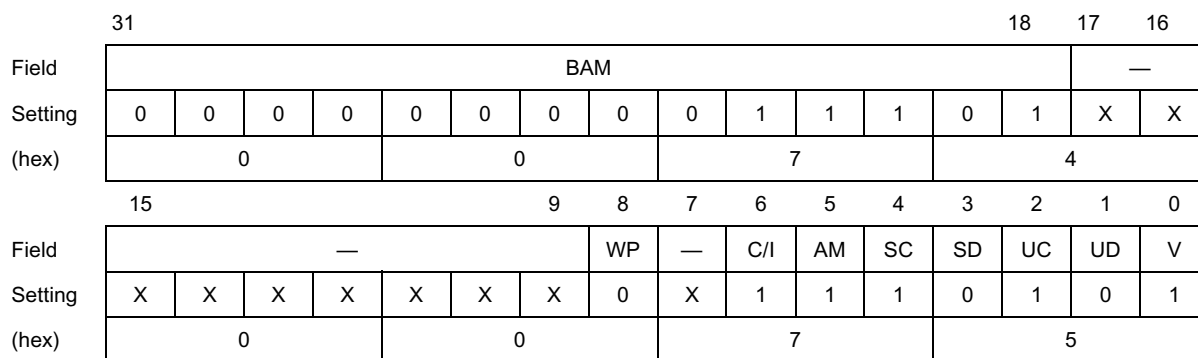 31 18 17 16
Field BAM —
Setting 0 0 0 0 0 0 0 0 0 1 1 1 0 1 X X
(hex) 0 0 7 4
15 9 8 7 6 5 4 3 2 1 0
Field — WP — C/I AM SC SD UC UD V
Setting X X X X X X X 0 X 1 1 1 0 1 0 1
(hex) 0 0 7 5